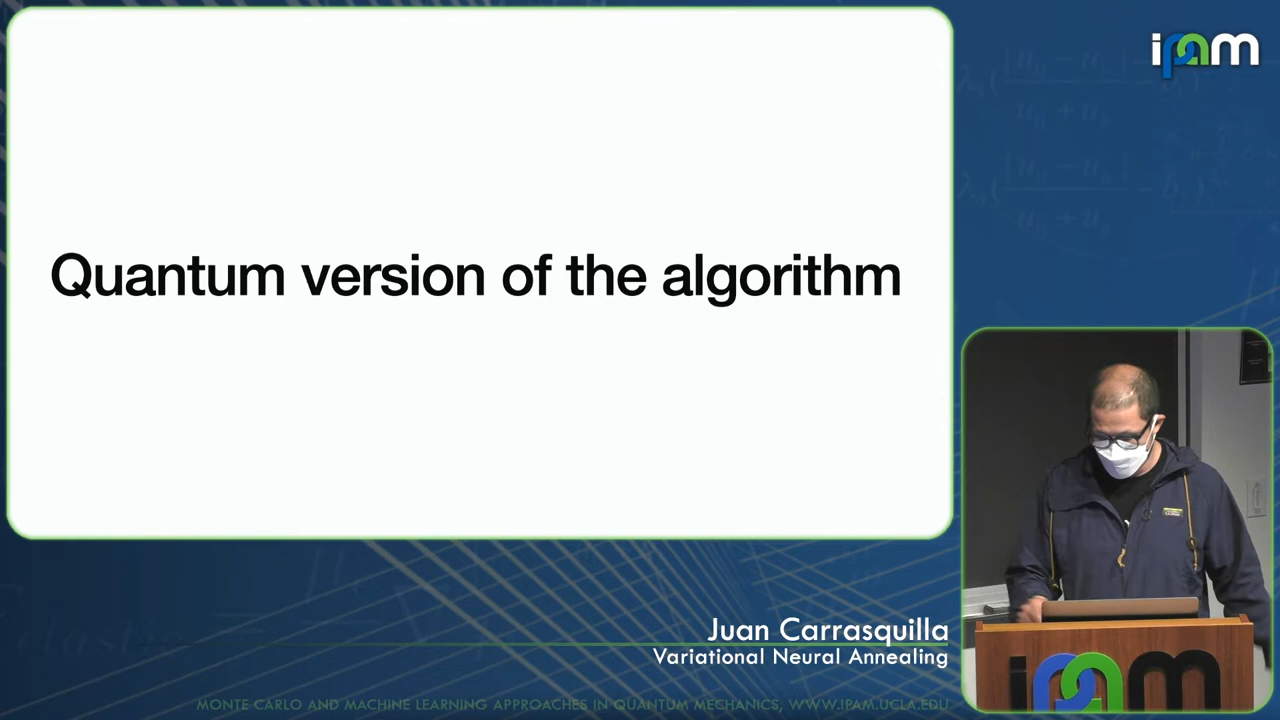 ipam
Quantum version of the algorithm
Juan Carrasquilla
Variational Neural Annealing
MONTE CARLO AND MACHINE LEARNING APPROACHES IN QUANTUM MECHANICS, WWW.IPAM.UCLA.EDU
ipam